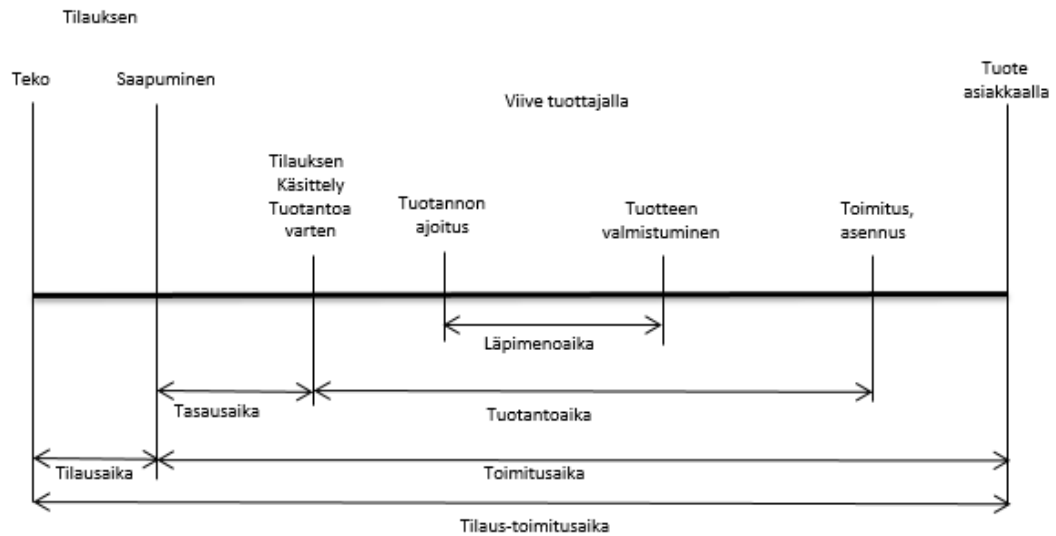 Tilauksen
Teko
Saapuminen
Tuote
asiakkaalla
Viive tuottajalla
Tilauksen
Käsittely
Tuotantoa
varten
Tuotannon
ajoitus
Tuotteen
valmistuminen
Toimitus,
asennus
Läpimenoaika
Tasausaika
Tuotantoaika
Tilausaika
Toimitusaika
Tilaus-toimitusaika